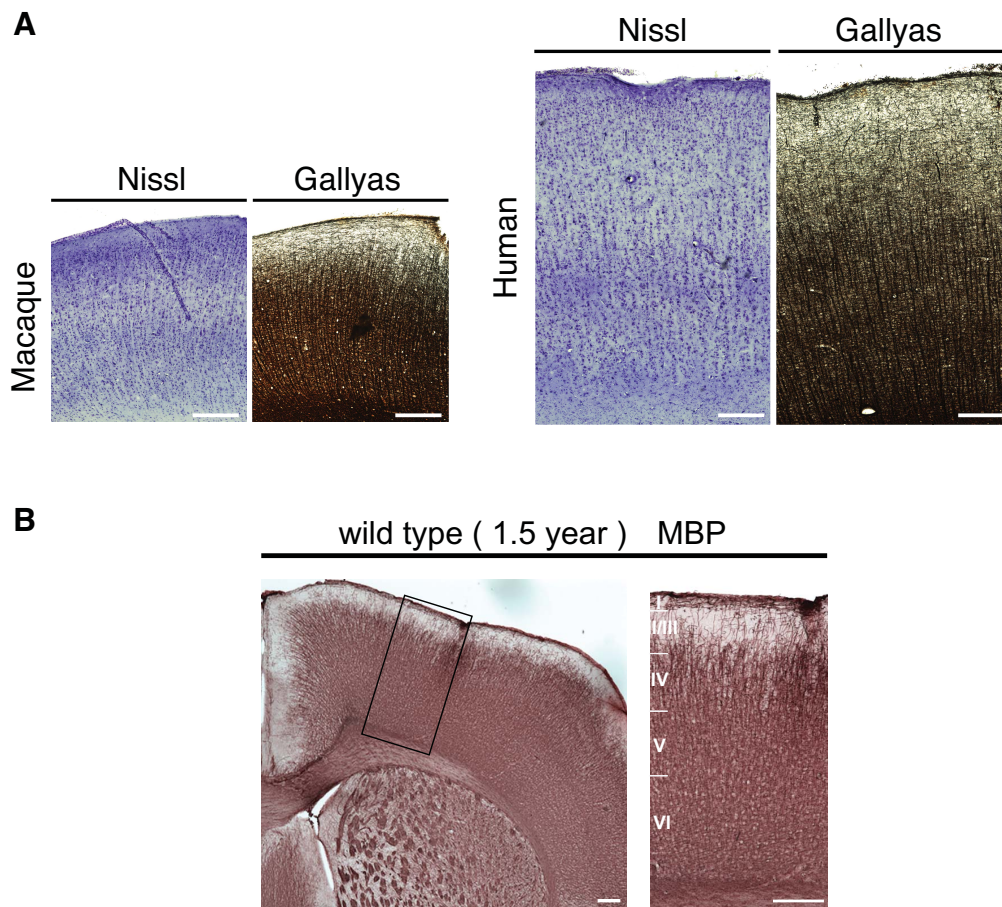 A
Nissl Gallyas
Nissl Gallyas
Macaque
Human
B
wild type ( 1.5 year ) MBP
I
II/III
IV
V
VI